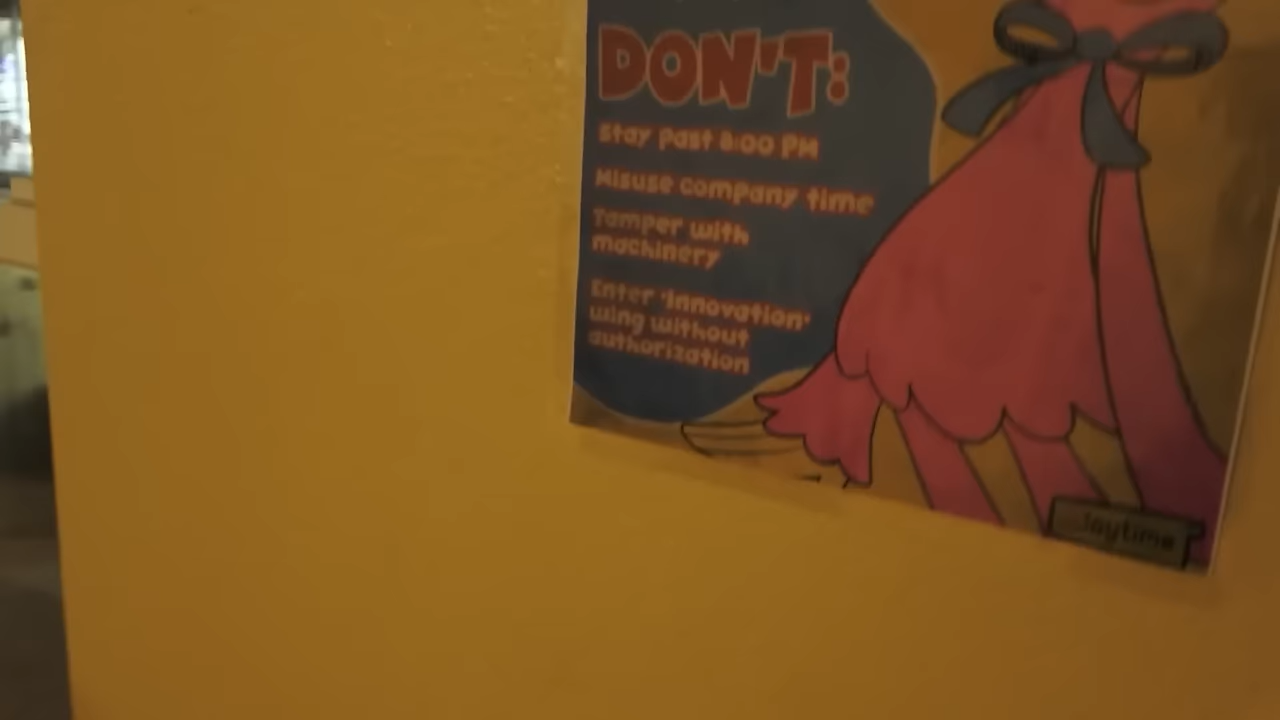 DON'T:
Stay past 8:00 PM
Misuse company time
Tamper with
machinery
Enter 'Innovation'
wing without
authorization